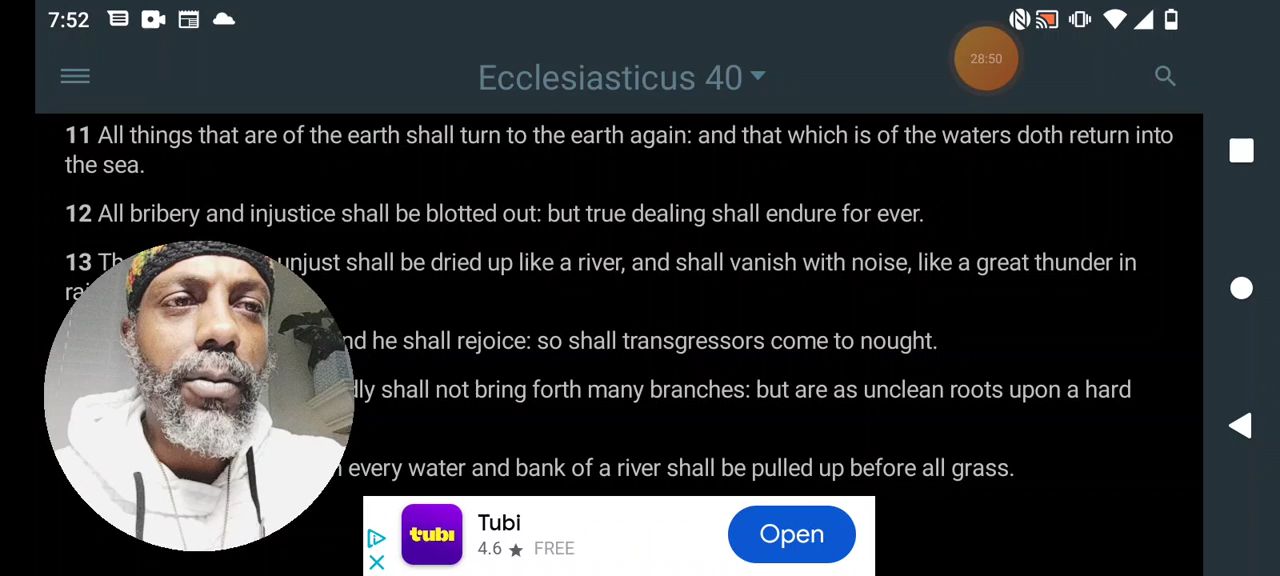 7:52
28:50
Ecclesiasticus 40
11 All things that are of the earth shall turn to the earth again: and that which is of the waters doth return into
the sea.
12 All bribery and injustice shall be blotted out: but true dealing shall endure for ever.
13 unjust shall be dried up like a river, and shall vanish with noise, like a great thunder in
he shall rejoice: so shall transgressors come to nought.
shall not bring forth many branches: but are as unclean roots upon a hard
every water and bank of a river shall be pulled up before all grass.
Tubi
tubi
4.6 ★ FREE
Open